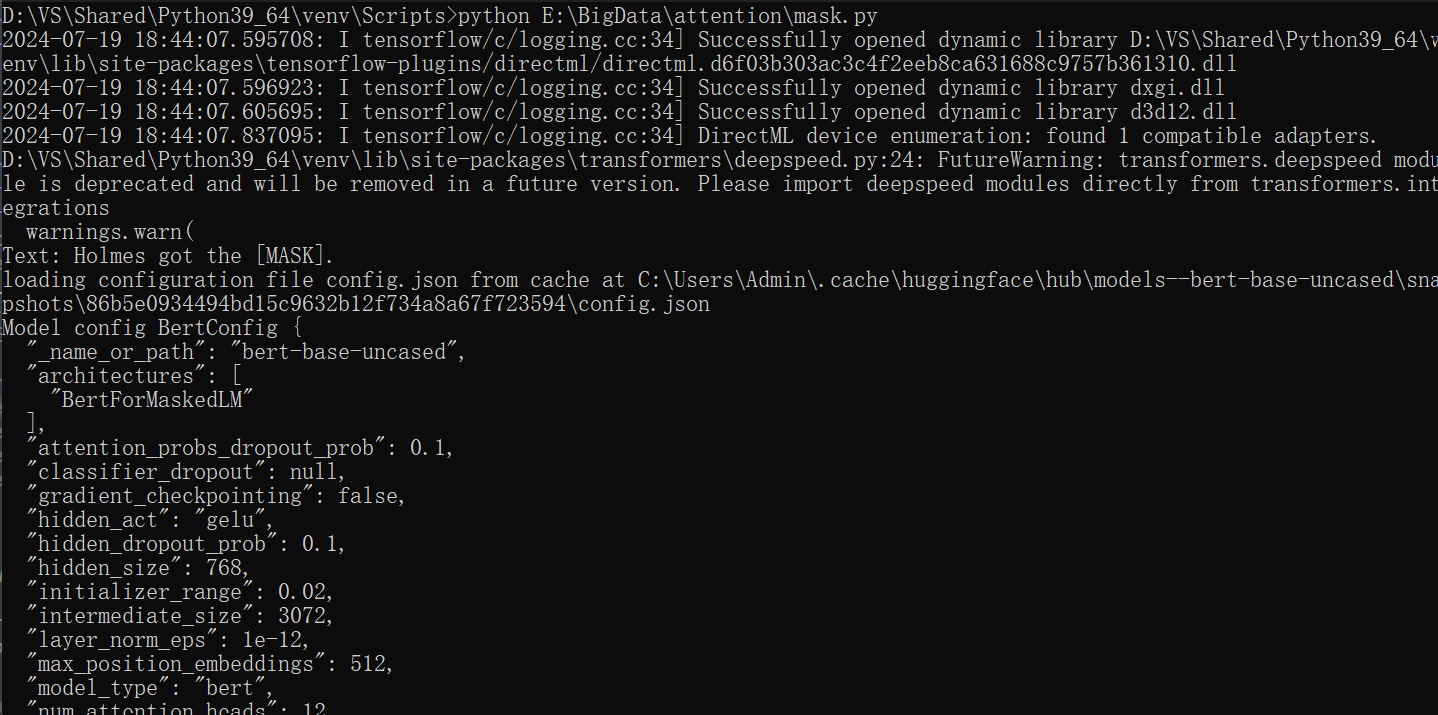 D:\VS\Shared\Python39_64\venv\Scripts>python E:\BigData\attention\mask.py
2024-07-19 18:44:07.595708: I tensorflow/c/logging.cc:34] Successfully opened dynamic library D:\VS\Shared\Python39_64\v
env\lib\site-packages\tensorflow-plugins/directml/directml.d6f03b303ac3c4f2eeb8ca631688c9757b361310.dll
2024-07-19 18:44:07.596923: I tensorflow/c/logging.cc:34] Successfully opened dynamic library dxgi.dll
2024-07-19 18:44:07.605695: I tensorflow/c/logging.cc:34] Successfully opened dynamic library d3d12.dll
2024-07-19 18:44:07.837095: I tensorflow/c/logging.cc:34] DirectML device enumeration: found 1 compatible adapters.
D:\VS\Shared\Python39_64\venv\lib\site-packages\transformers\deepspeed.py:24: FutureWarning: transformers.deepspeed modu
le is deprecated and will be removed in a future version. Please import deepspeed modules directly from transformers.int
egrations
  warnings.warn(
Text: Holmes got the [MASK].
loading configuration file config.json from cache at C:\Users\Admin\.cache\huggingface\hub\models--bert-base-uncased\sna
pshots\86b5e0934494bd15c9632b12f734a8a67f723594\config.json
Model config BertConfig {
  "_name_or_path": "bert-base-uncased",
  "architectures": [
    "BertForMaskedLM"
  ],
  "attention_probs_dropout_prob": 0.1,
  "classifier_dropout": null,
  "gradient_checkpointing": false,
  "hidden_act": "gelu",
  "hidden_dropout_prob": 0.1,
  "hidden_size": 768,
  "initializer_range": 0.02,
  "intermediate_size": 3072,
  "layer_norm_eps": 1e-12,
  "max_position_embeddings": 512,
  "model_type": "bert",
  "num_attention_heads": 12